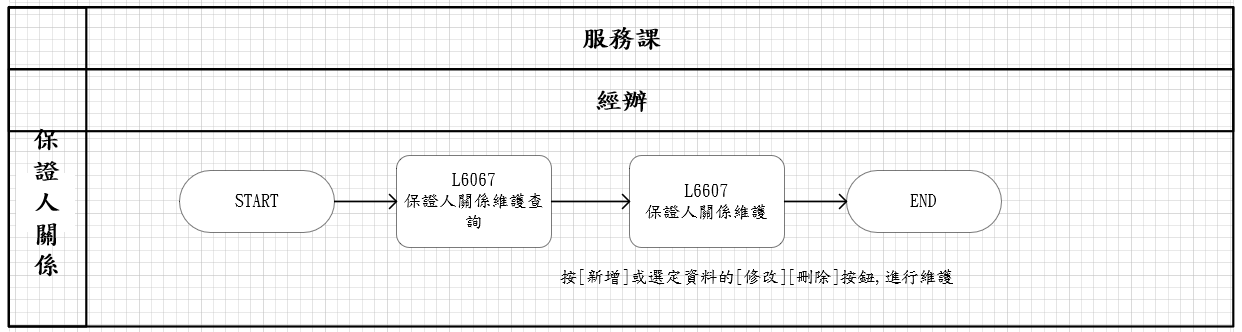 服務課
經辦
保證人關係
START
L6067
保證人關係維護查
詢
L6607
保證人關係維護
END
按[新增]或選定資料的[修改][刪除]按鈕,進行維護